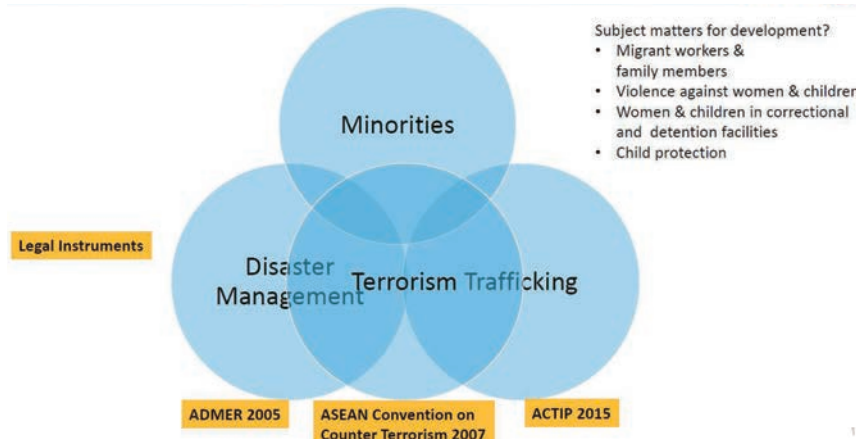 Subject matters for development?
• Migrant workers &
family members
• Violence against women & children
• Women & children in correctional
and detention facilities
• Child protection
Minorities
Legal Instruments
Disaster
Management
Terrorism
Trafficking
ADMER 2005
ASEAN Convention on
Counter Terrorism 2007
ACTIP 2015
1